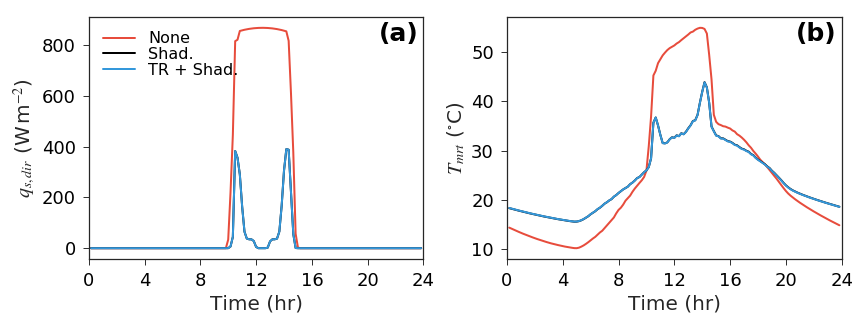 (a)
None
Shad.
TR + Shad.
q_{s,dir} (W m^{-2})
800
600
400
200
0
0 4 8 12 16 20 24
Time (hr)
(b)
T_{mrt} (°C)
50
40
30
20
10
0 4 8 12 16 20 24
Time (hr)